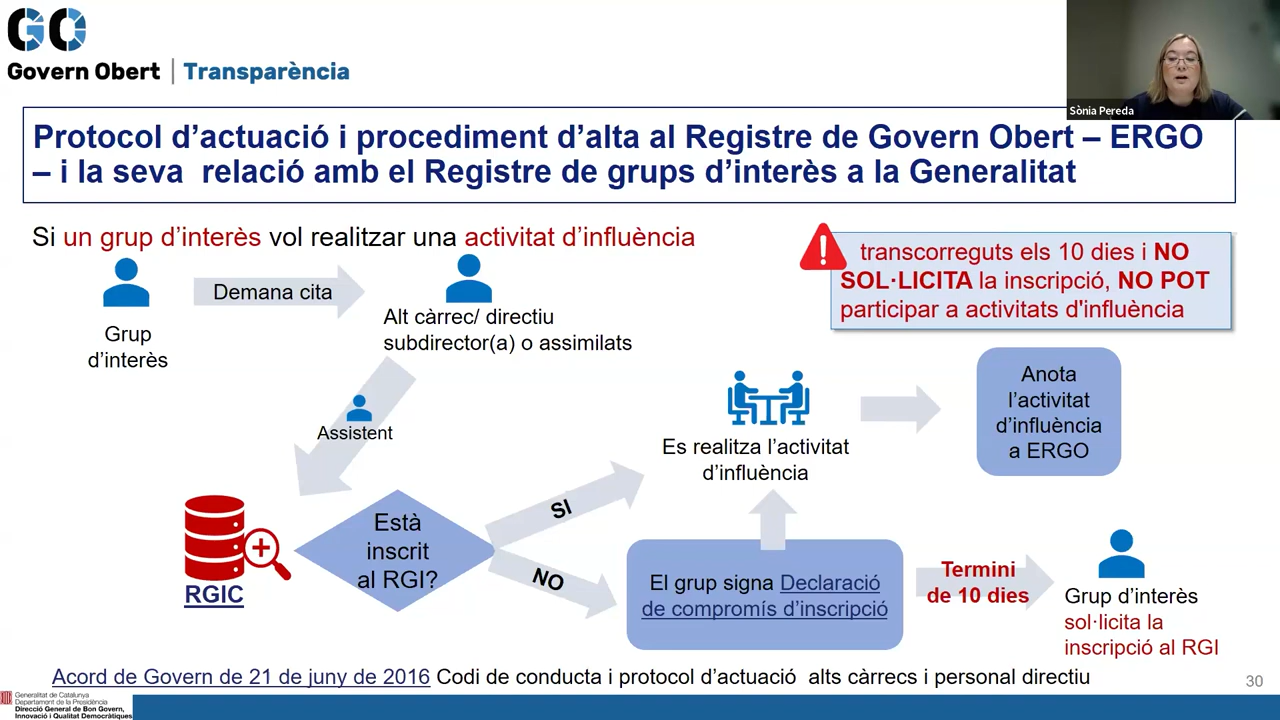 GO
Govern Obert | Transparència
Sònia Pereda
Protocol d’actuació i procediment d’alta al Registre de Govern Obert – ERGO
– i la seva relació amb el Registre de grups d’interès a la Generalitat
Si un grup d’interès vol realitzar una activitat d’influència
transcorreguts els 10 dies i NO
SOL·LICITA la inscripció, NO POT
participar a activitats d'influència
Demana cita
Grup
d’interès
Alt càrrec/ directiu
subdirector(a) o assimilats
Assistent
Anota
l’activitat
d’influència
a ERGO
Es realitza l’activitat
d’influència
RGIC
Està
inscrit
al RGI?
SI
NO
El grup signa Declaració
de compromís d’inscripció
Termini
de 10 dies
Grup d’interès
sol·licita la
inscripció al RGI
Acord de Govern de 21 de juny de 2016 Codi de conducta i protocol d’actuació alts càrrecs i personal directiu
30
Generalitat de Catalunya
Departament de la Presidència
Direcció General de Bon Govern,
Innovació i Qualitat Democràtiques